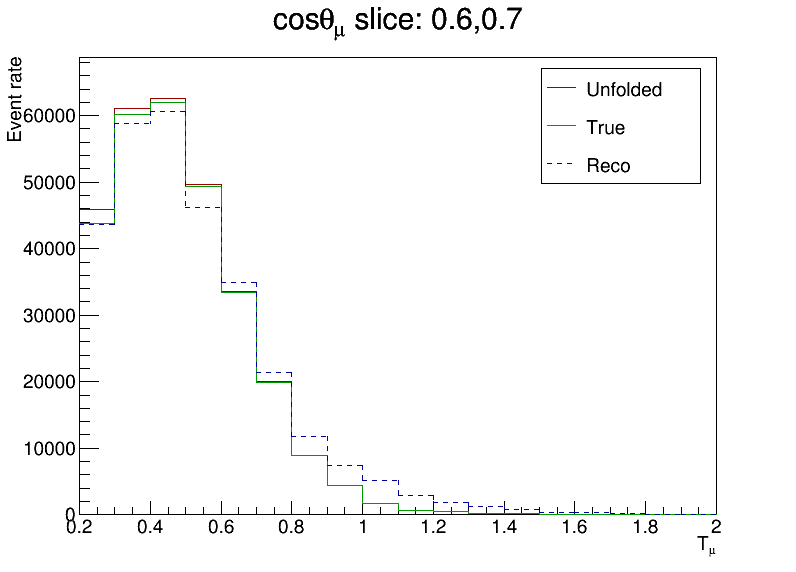 cosθμ slice: 0.6,0.7
Event rate
Unfolded
True
Reco
60000
50000
40000
30000
20000
10000
0
0.2 0.4 0.6 0.8 1 1.2 1.4 1.6 1.8 2
Tμ